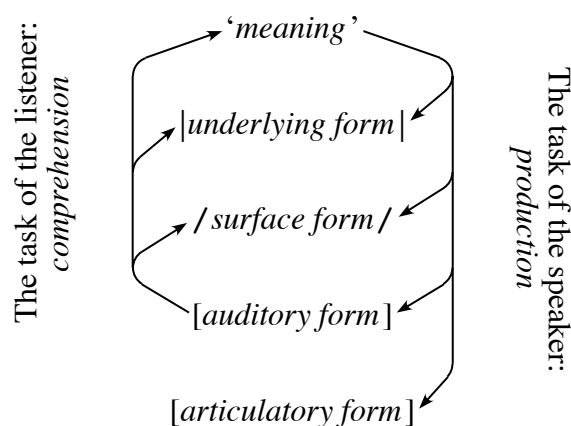 The task of the listener:
comprehension
‘meaning’
|underlying form|
/surface form/
[auditory form]
[articulatory form]
The task of the speaker:
production